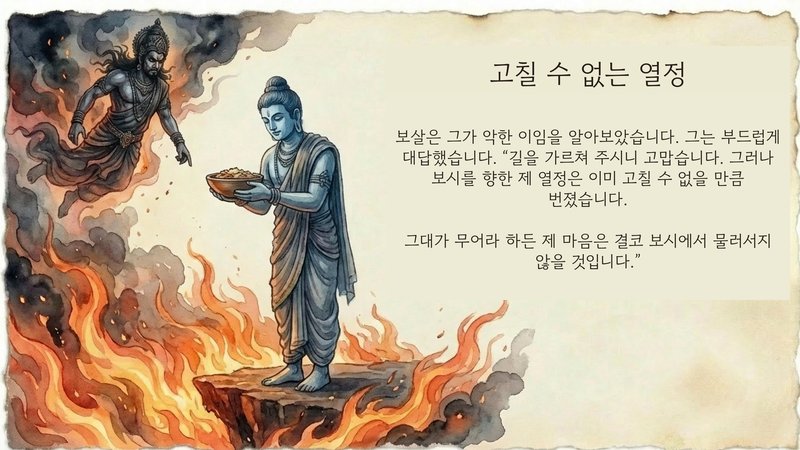 고칠 수 없는 열정
보살은 그가 악한 이임을 알아보았습니다. 그는 부드럽게
대답했습니다. “길을 가르쳐 주시니 고맙습니다. 그러나
보시를 향한 제 열정은 이미 고칠 수 없을 만큼
번졌습니다.
그대가 무어라 하든 제 마음은 결코 보시에서 물러서지
않을 것입니다.”